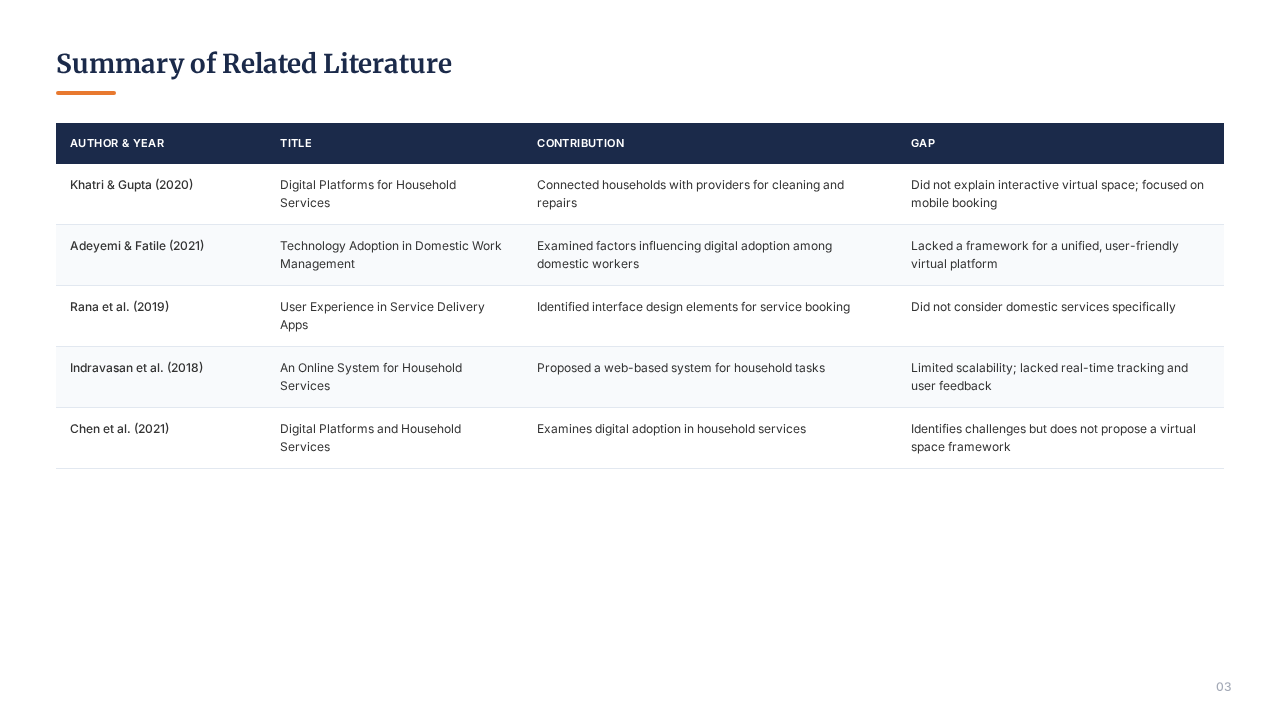 Summary of Related Literature
AUTHOR & YEAR TITLE CONTRIBUTION GAP
Khatri & Gupta (2020) Digital Platforms for Household Connected households with providers for cleaning and Did not explain interactive virtual space; focused on
Services repairs mobile booking
Adeyemi & Fatile (2021) Technology Adoption in Domestic Work Examined factors influencing digital adoption among Lacked a framework for a unified, user-friendly
Management domestic workers virtual platform
Rana et al. (2019) User Experience in Service Delivery Identified interface design elements for service booking Did not consider domestic services specifically
Apps
Indravasan et al. (2018) An Online System for Household Proposed a web-based system for household tasks Limited scalability; lacked real-time tracking and
Services user feedback
Chen et al. (2021) Digital Platforms and Household Examines digital adoption in household services Identifies challenges but does not propose a virtual
Services space framework
03